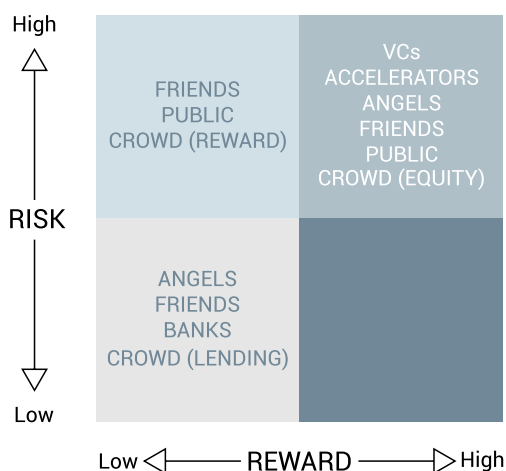 High
FRIENDS
PUBLIC
CROWD (REWARD)
VCs
ACCELERATORS
ANGELS
FRIENDS
PUBLIC
CROWD (EQUITY)
RISK
ANGELS
FRIENDS
BANKS
CROWD (LENDING)
Low
Low REWARD High